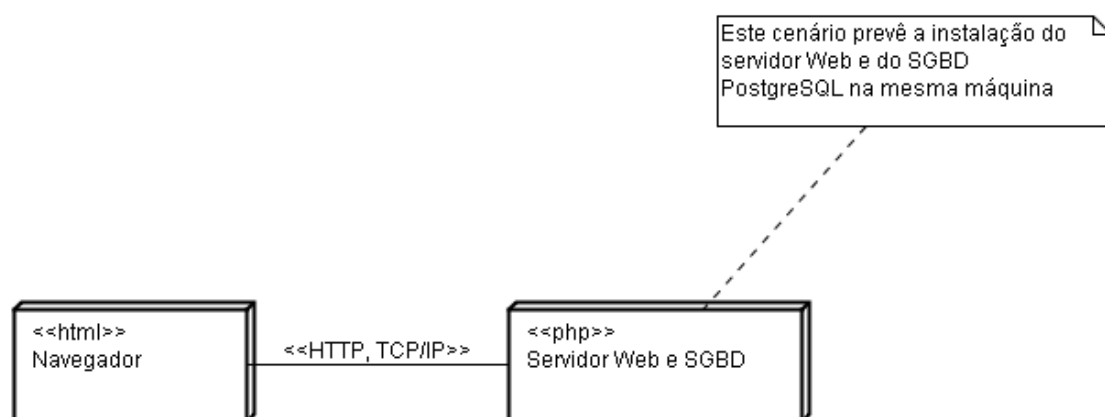 Este cenário prevê a instalação do
servidor Web e do SGBD
PostgreSQL na mesma máquina
<<html>>
Navegador
<<HTTP, TCP/IP>>
<<php>>
Servidor Web e SGBD